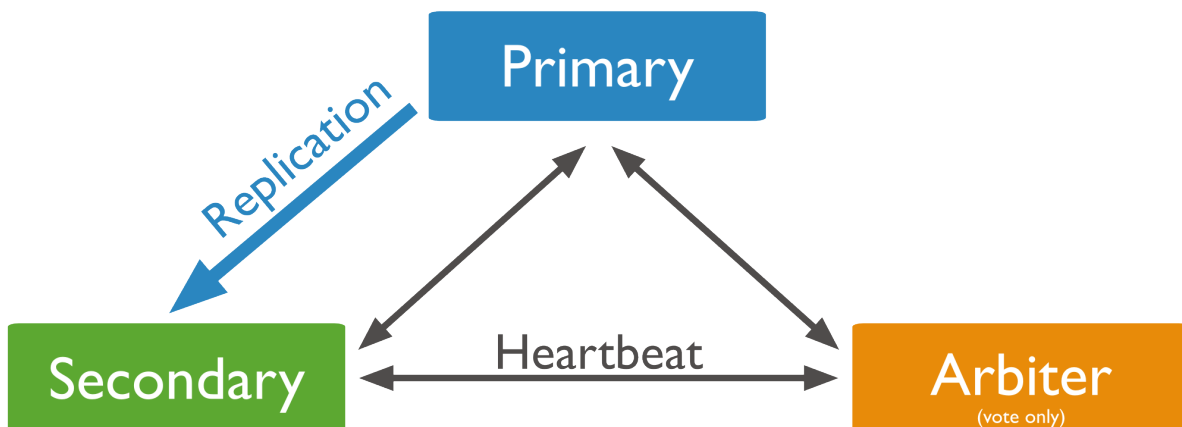 Primary
Replication
Heartbeat
Secondary
Arbiter
(vote only)